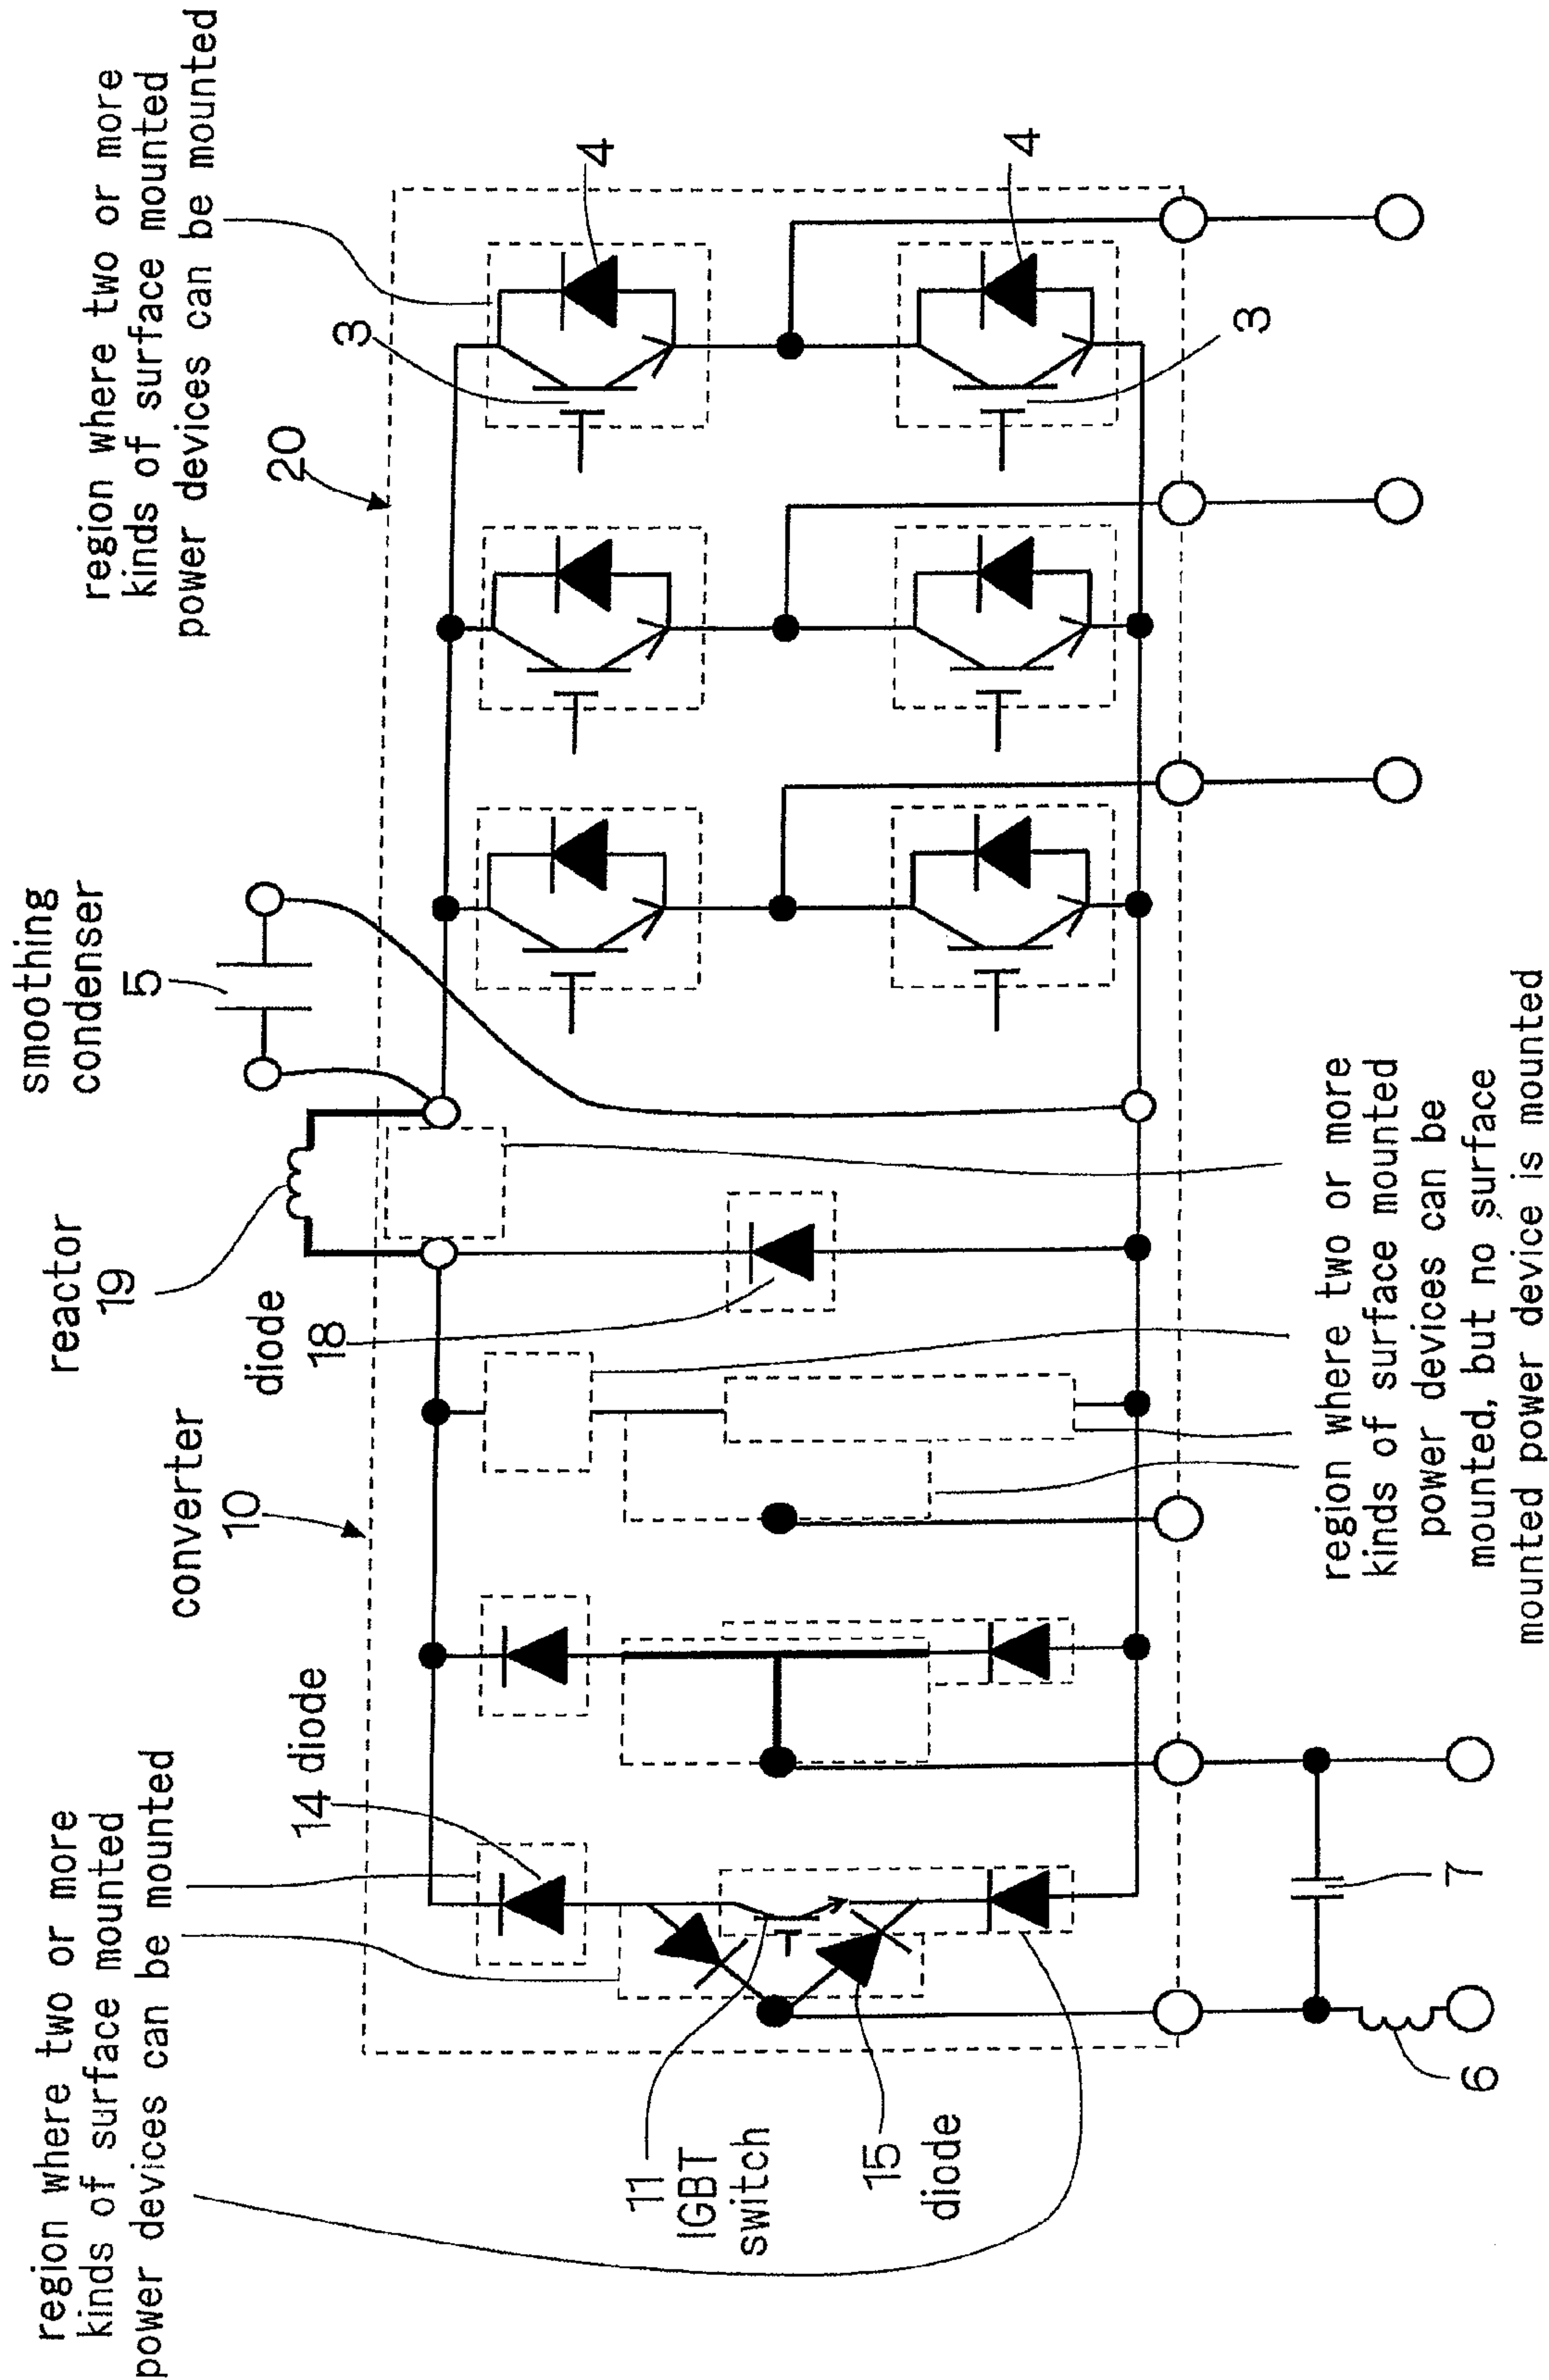 region where two or more
kinds of surface mounted
power devices can be mounted
14 diode
converter
10
diode
18
reactor
19
smoothing
condenser
5
20
region where two or more
kinds of surface mounted
power devices can be mounted
3
4
3
4
11
IGBT
switch
15
diode
6
7
region where two or more
kinds of surface mounted
power devices can be
mounted, but no surface
mounted power device is mounted